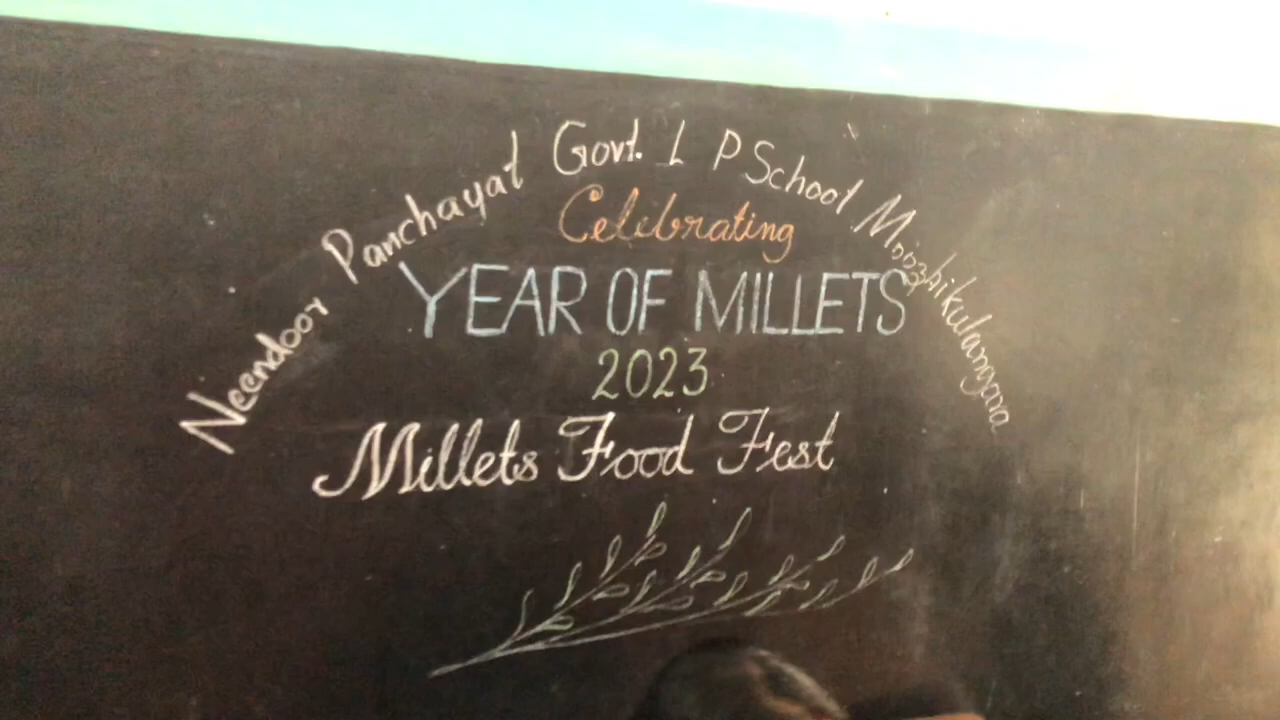 Neendoor Panchayat Govt. L P School Moozhikulangara
Celebrating
YEAR OF MILLETS
2023
Millets Food Fest